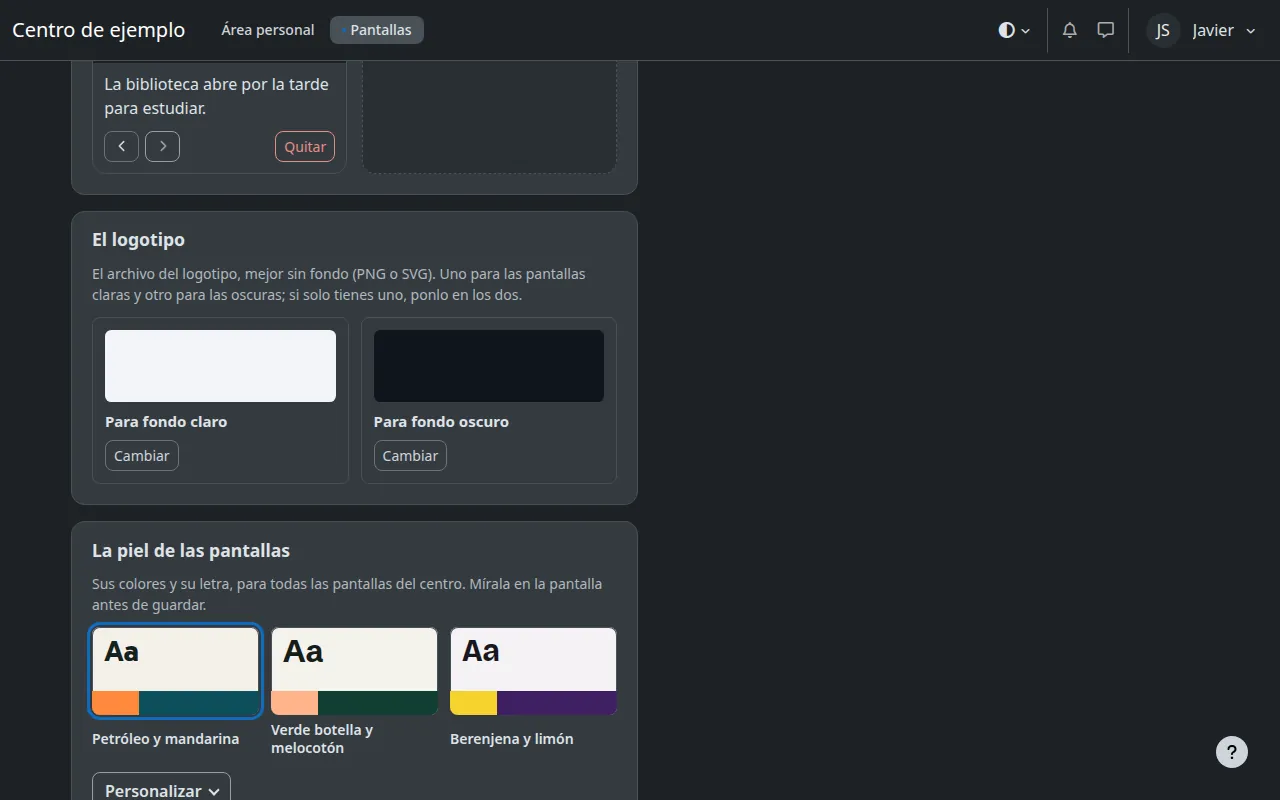 Centro de ejemplo
Área personal
Pantallas
JS
Javier
La biblioteca abre por la tarde
para estudiar.
Quitar
El logotipo
El archivo del logotipo, mejor sin fondo (PNG o SVG). Uno para las pantallas
claras y otro para las oscuras; si solo tienes uno, ponlo en los dos.
Para fondo claro
Cambiar
Para fondo oscuro
Cambiar
La piel de las pantallas
Sus colores y su letra, para todas las pantallas del centro. Mírala en la pantalla
antes de guardar.
Aa
Petróleo y mandarina
Aa
Verde botella y
melocotón
Aa
Berenjena y limón
Personalizar
?